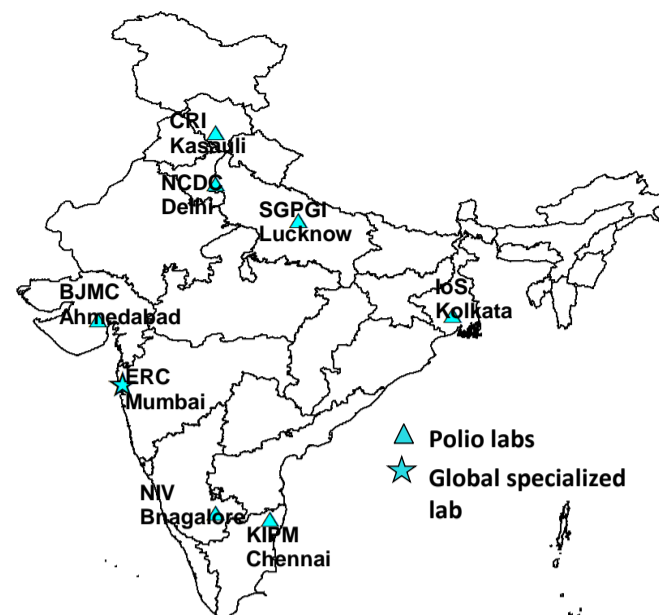 CRI
Kasauli
NCDC
Delhi
SGPGI
Lucknow
BJMC
Ahmedabad
IoS
Kolkata
ERC
Mumbai
Polio labs
Global specialized
lab
NIV
Bnagalore
KIPM
Chennai